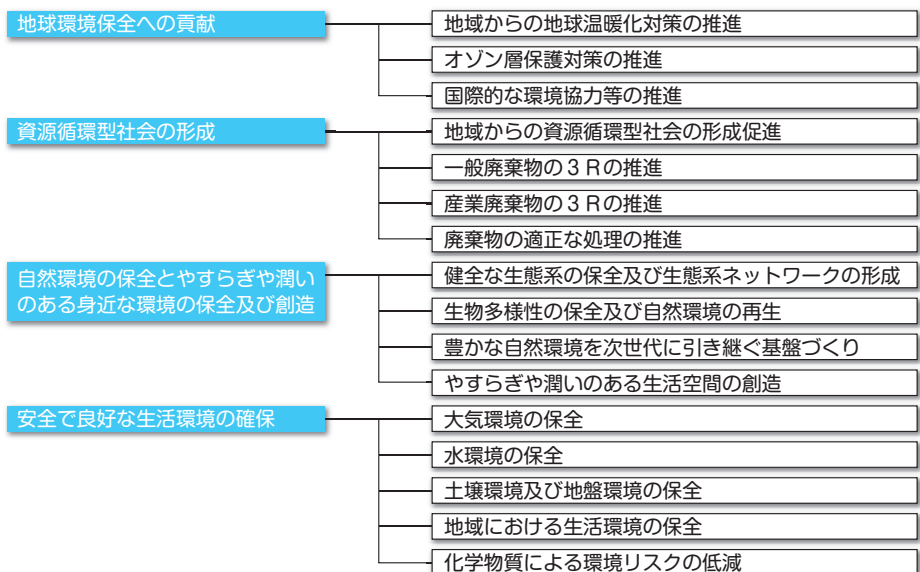 地球環境保全への貢献
地域からの地球温暖化対策の推進
オゾン層保護対策の推進
国際的な環境協力等の推進
資源循環型社会の形成
地域からの資源循環型社会の形成促進
一般廃棄物の３Ｒの推進
産業廃棄物の３Ｒの推進
廃棄物の適正な処理の推進
自然環境の保全とやすらぎや潤い
のある身近な環境の保全及び創造
健全な生態系の保全及び生態系ネットワークの形成
生物多様性の保全及び自然環境の再生
豊かな自然環境を次世代に引き継ぐ基盤づくり
やすらぎや潤いのある生活空間の創造
安全で良好な生活環境の確保
大気環境の保全
水環境の保全
土壌環境及び地盤環境の保全
地域における生活環境の保全
化学物質による環境リスクの低減